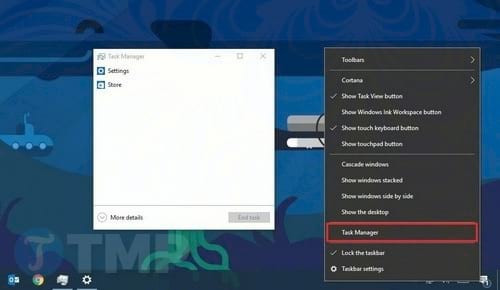 Task Manager
Settings
Store
More details
End task
Toolbars
Cortana
Show Task View button
Show Windows Ink Workspace button
Show touch keyboard button
Show touchpad button
Cascade windows
Show windows stacked
Show windows side by side
Show the desktop
Task Manager
Lock the taskbar
Taskbar settings
TMP